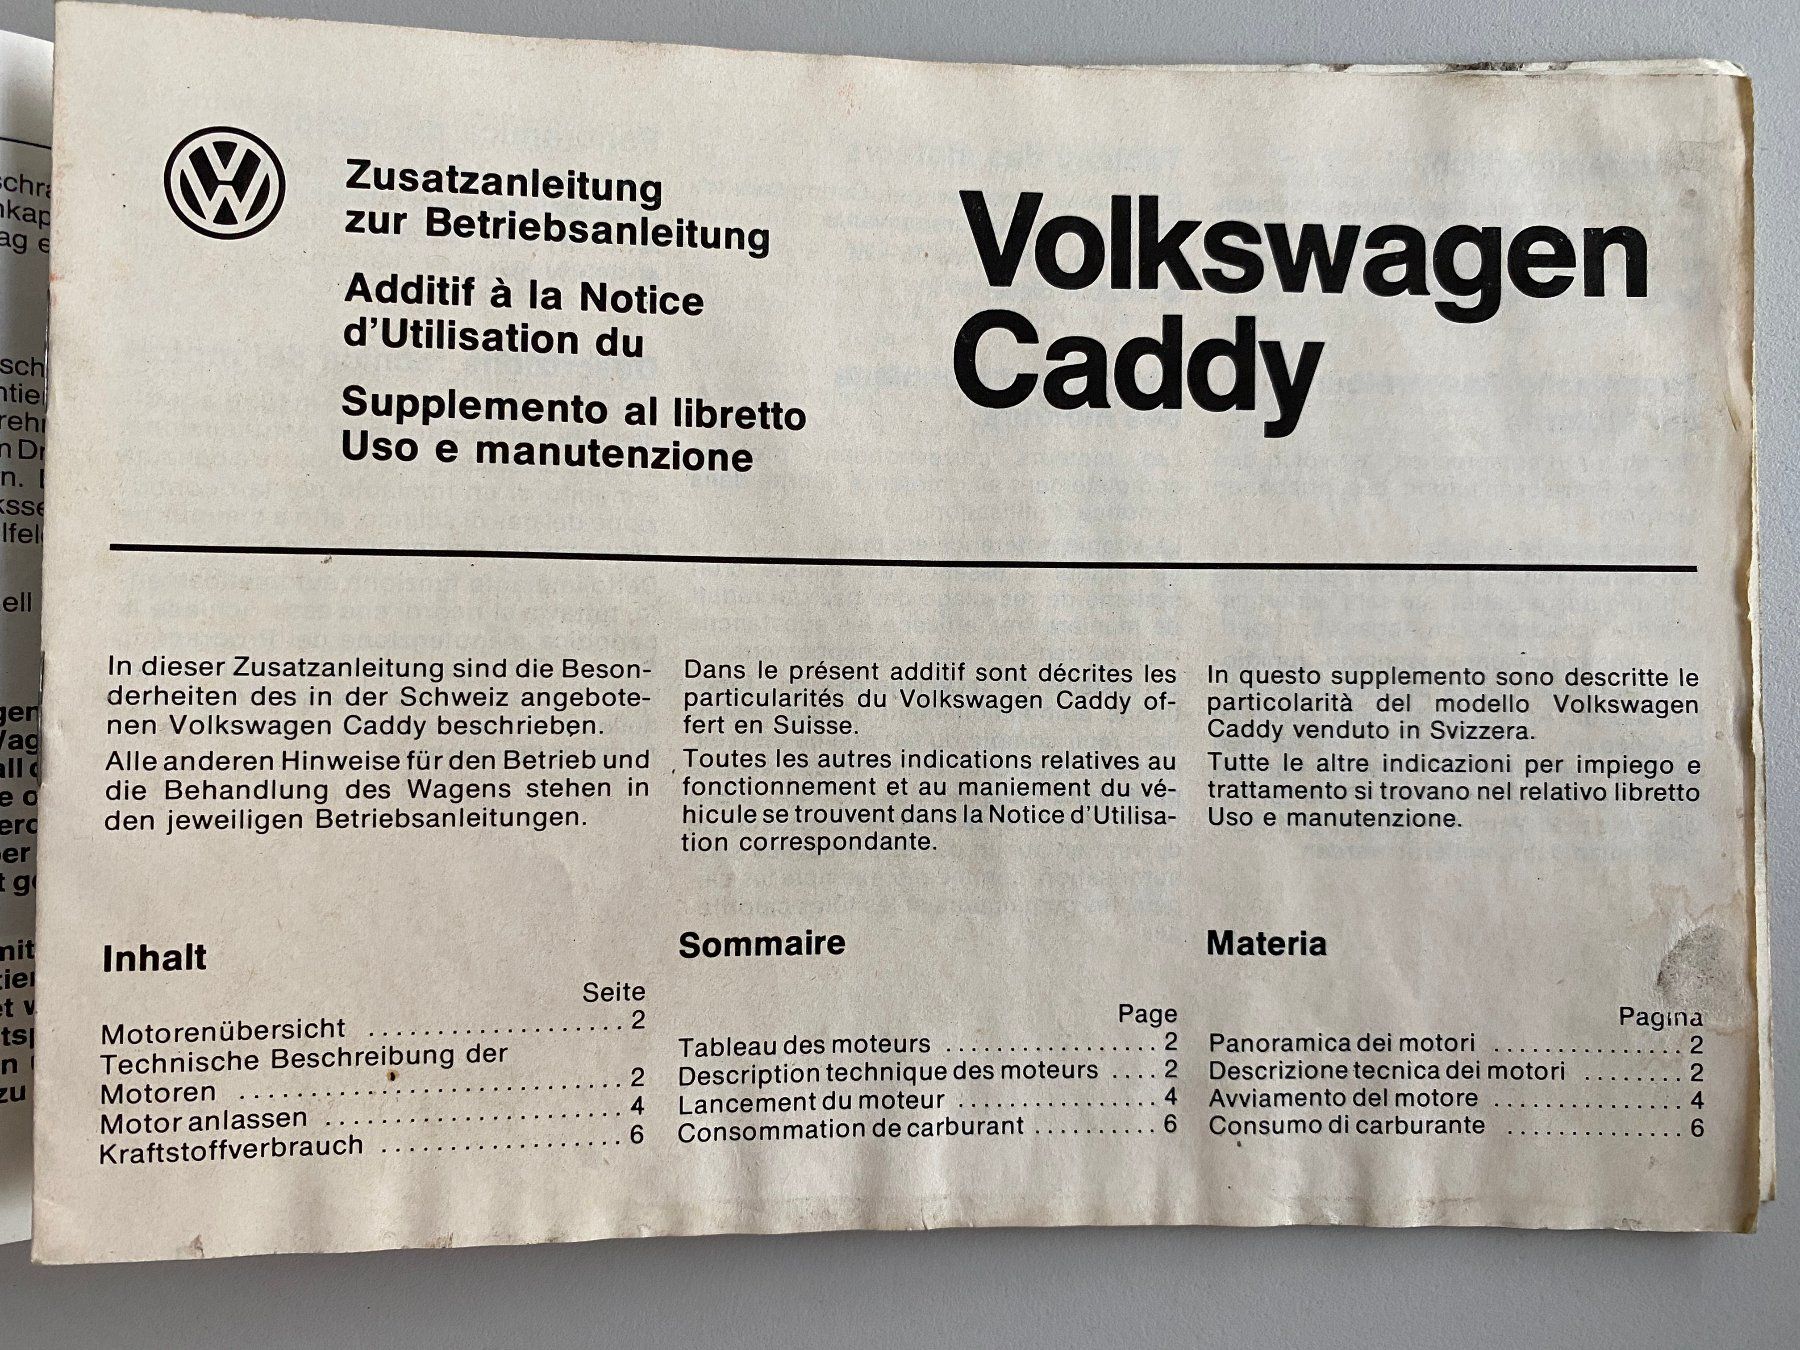 Zusatzanleitung
zur Betriebsanleitung
Additif à la Notice
d'Utilisation du
Supplemento al libretto
Uso e manutenzione
Volkswagen
Caddy
In dieser Zusatzanleitung sind die Beson-
derheiten des in der Schweiz angebote-
nen Volkswagen Caddy beschrieben.
Alle anderen Hinweise für den Betrieb und
die Behandlung des Wagens stehen in
den jeweiligen Betriebsanleitungen.
Dans le présent additif sont décrites les
particularités du Volkswagen Caddy of-
fert en Suisse.
Toutes les autres indications relatives au
fonctionnement et au maniement du vé-
hicule se trouvent dans la Notice d'Utilisa-
tion correspondante.
In questo supplemento sono descritte le
particolarità del modello Volkswagen
Caddy venduto in Svizzera.
Tutte le altre indicazioni per impiego e
trattamento si trovano nel relativo libretto
Uso e manutenzione.
Inhalt
Seite
Motorenübersicht ................... 2
Technische Beschreibung der
Motoren ............................ 2
Motor anlassen ...................... 4
Kraftstoffverbrauch ................. 6
Sommaire
Page
Tableau des moteurs ................. 2
Description technique des moteurs .... 2
Lancement du moteur ................ 4
Consommation de carburant .......... 6
Materia
Pagina
Panoramica dei motori ............... 2
Descrizione tecnica dei motori ........ 2
Avviamento del motore ............... 4
Consumo di carburante .............. 6